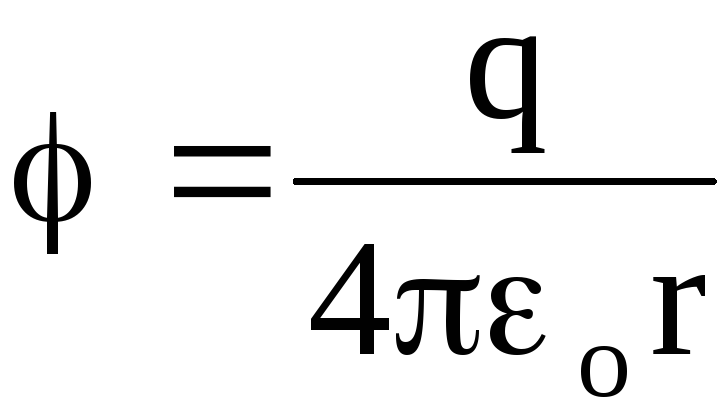 ϕ = q / 4πε₀r